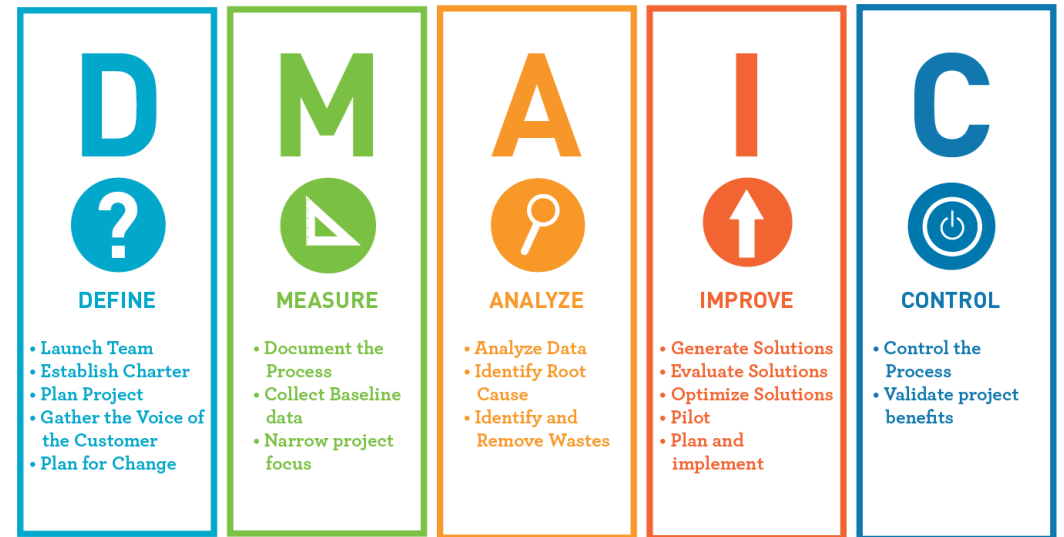 D
?
DEFINE
• Launch Team
• Establish Charter
• Plan Project
• Gather the Voice of
the Customer
• Plan for Change
M
MEASURE
• Document the
Process
• Collect Baseline
data
• Narrow project
focus
A
ANALYZE
• Analyze Data
• Identify Root
Cause
• Identify and
Remove Wastes
I
IMPROVE
• Generate Solutions
• Evaluate Solutions
• Optimize Solutions
• Pilot
• Plan and
implement
C
CONTROL
• Control the
Process
• Validate project
benefits